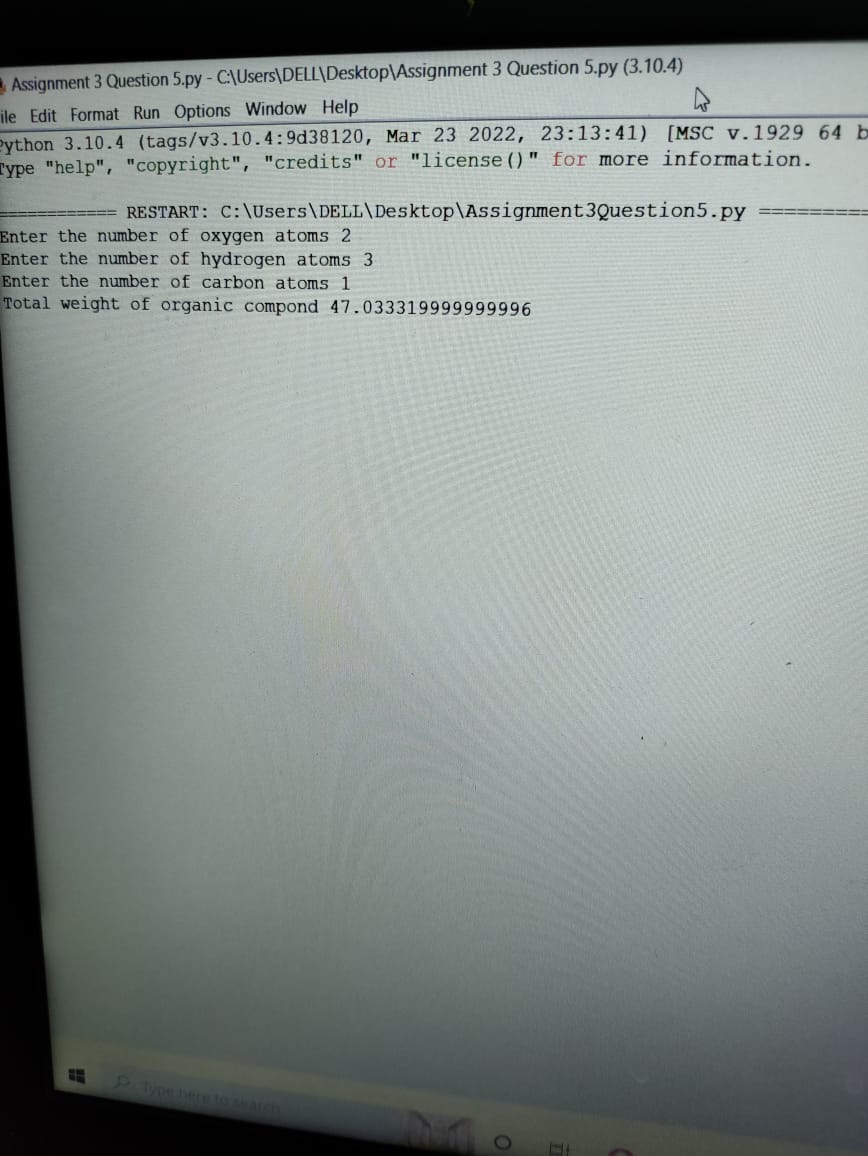 Assignment 3 Question 5.py - C:\Users\DELL\Desktop\Assignment 3 Question 5.py (3.10.4)
ile Edit Format Run Options Window Help
Python 3.10.4 (tags/v3.10.4:9d38120, Mar 23 2022, 23:13:41) [MSC v.1929 64 b
Type "help", "copyright", "credits" or "license()" for more information.
============ RESTART: C:\Users\DELL\Desktop\Assignment3Question5.py =========
Enter the number of oxygen atoms 2
Enter the number of hydrogen atoms 3
Enter the number of carbon atoms 1
Total weight of organic compond 47.033319999999996
Type here to search